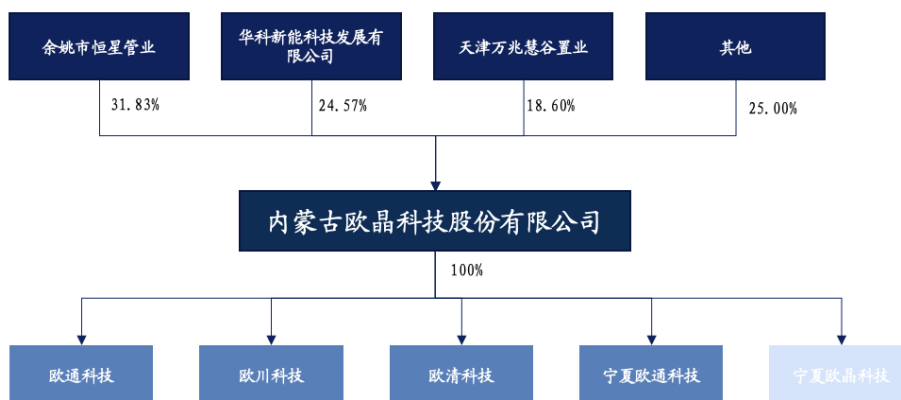 余姚市恒星管业
华科新能科技发展有
限公司
天津万兆慧谷置业
其他
31.83%
24.57%
18.60%
25.00%
内蒙古欧晶科技股份有限公司
100%
欧通科技
欧川科技
欧清科技
宁夏欧通科技
宁夏欧晶科技